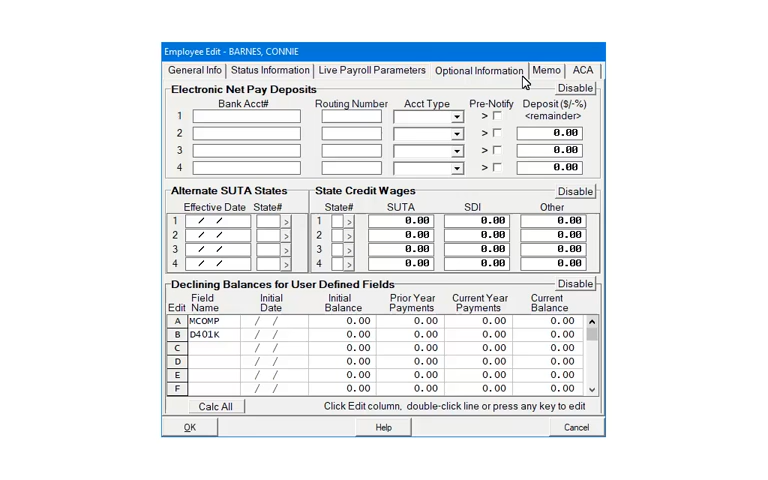 Employee Edit - BARNES, CONNIE
General Info Status Information Live Payroll Parameters Optional Information Memo ACA
Electronic Net Pay Deposits Disable
Bank Acct# Routing Number Acct Type Pre-Notify Deposit ($/-%)
1 > <remainder>
2 > 0.00
3 > 0.00
4 > 0.00
Alternate SUTA States State Credit Wages Disable
Effective Date State# State# SUTA SDI Other
1 / / > 1 > 0.00 0.00 0.00
2 / / > 2 > 0.00 0.00 0.00
3 / / > 3 > 0.00 0.00 0.00
4 / / > 4 > 0.00 0.00 0.00
Declining Balances for User Defined Fields Disable
Field Initial Initial Prior Year Current Year Current
Edit Name Date Balance Payments Payments Balance
A MCOMP / / 0.00 0.00 0.00 0.00
B D401K / / 0.00 0.00 0.00 0.00
C / / 0.00 0.00 0.00 0.00
D / / 0.00 0.00 0.00 0.00
E / / 0.00 0.00 0.00 0.00
F / / 0.00 0.00 0.00 0.00
Calc All Click Edit column, double-click line or press any key to edit
OK Help Cancel